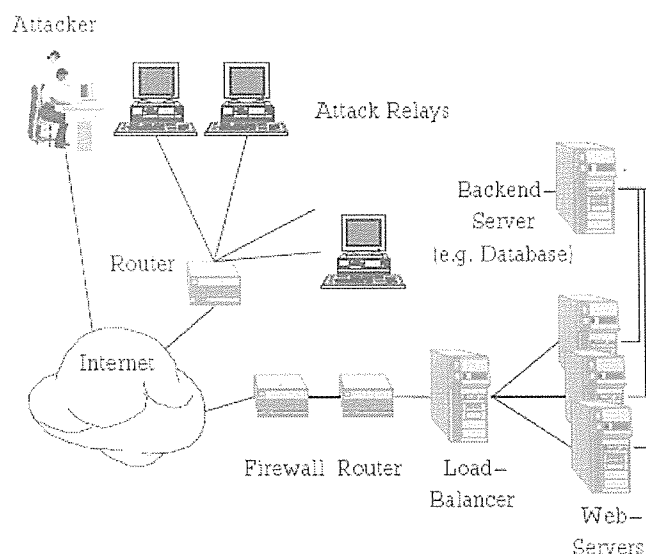 Attacker
Attack Relays
Backend-
Server
(e.g. Database)
Router
Internet
Firewall Router
Load-
Balancer
Web-
Servers